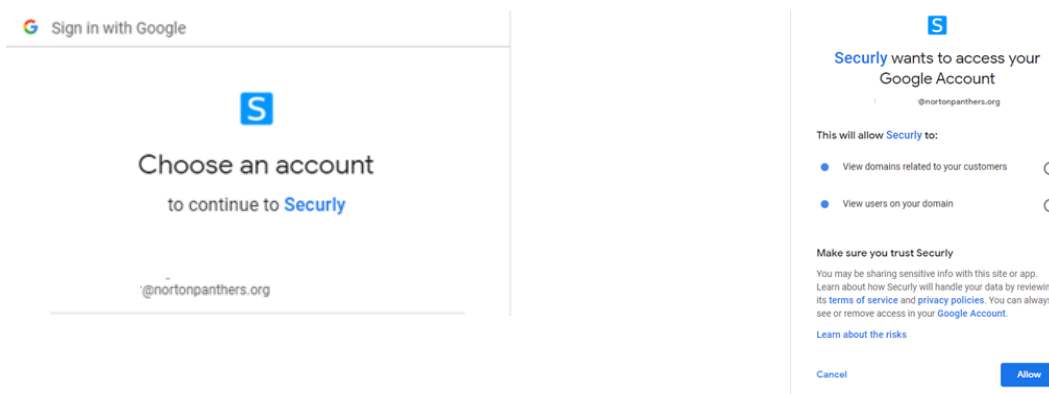 Sign in with Google
S
Choose an account
to continue to Securly
@nortonpanthers.org
S
Securly wants to access your
Google Account
@nortonpanthers.org
This will allow Securly to:
View domains related to your customers
View users on your domain
Make sure you trust Securly
You may be sharing sensitive info with this site or app.
Learn about how Securly will handle your data by reviewin
its terms of service and privacy policies. You can always
see or remove access in your Google Account.
Learn about the risks
Cancel
Allow